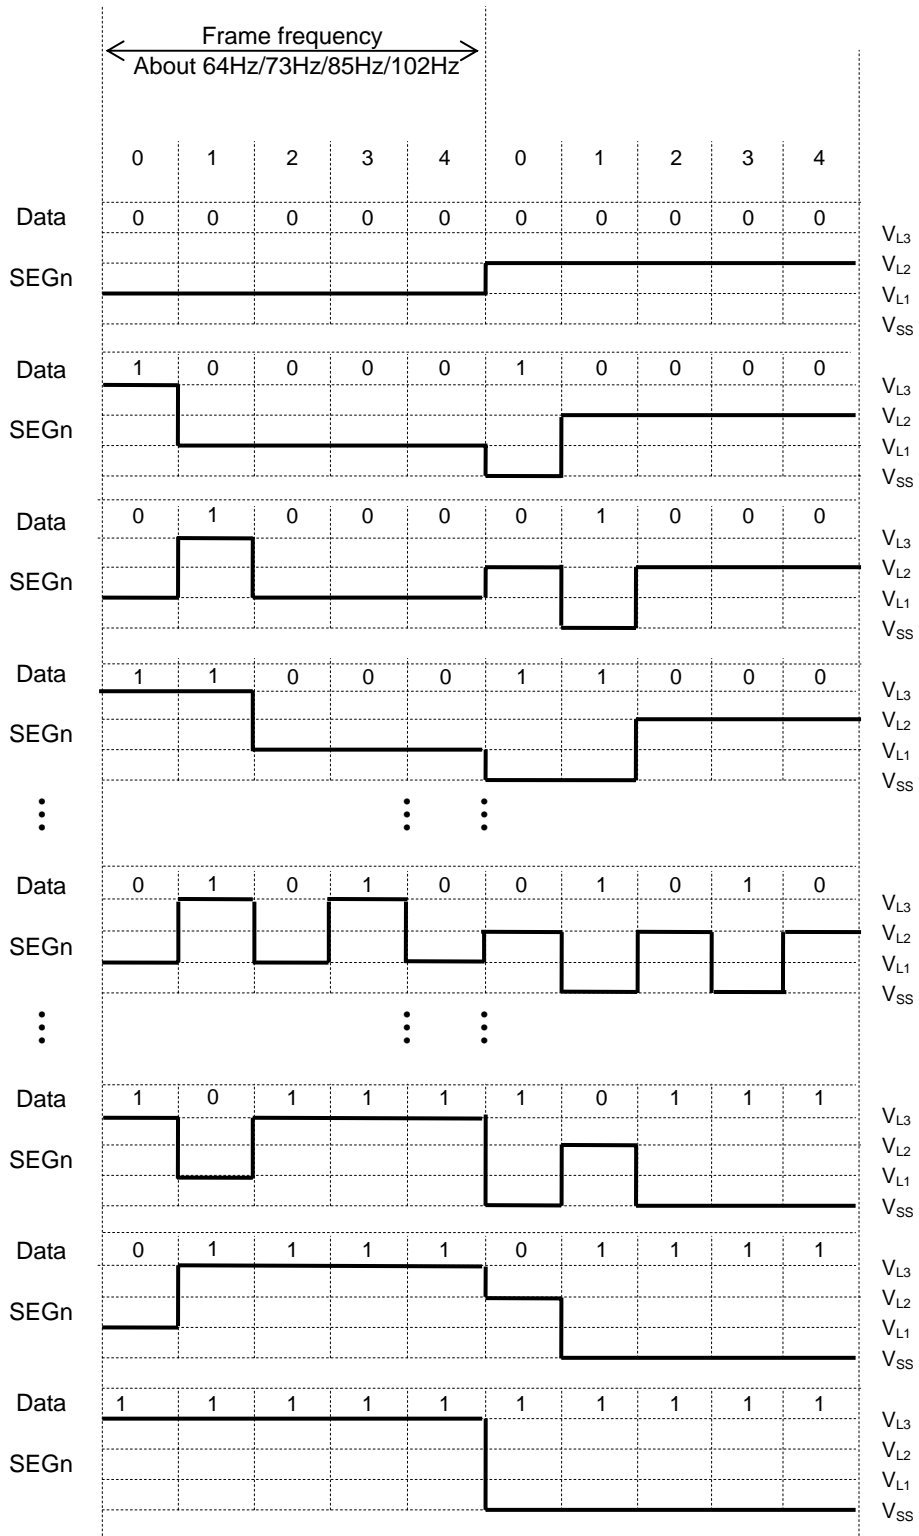 Frame frequency
About 64Hz/73Hz/85Hz/102Hz
0 1 2 3 4 0 1 2 3 4
Data 0 0 0 0 0 0 0 0 0 0
VL3
VL2
SEGn
VL1
VSS
Data 1 0 0 0 0 1 0 0 0 0
VL3
VL2
SEGn
VL1
VSS
Data 0 1 0 0 0 0 1 0 0 0
VL3
VL2
SEGn
VL1
VSS
Data 1 1 0 0 0 1 1 0 0 0
VL3
VL2
SEGn
VL1
VSS
Data 0 1 0 1 0 0 1 0 1 0
VL3
VL2
SEGn
VL1
VSS
Data 1 0 1 1 1 1 0 1 1 1
VL3
VL2
SEGn
VL1
VSS
Data 0 1 1 1 1 0 1 1 1 1
VL3
VL2
SEGn
VL1
VSS
Data 1 1 1 1 1 1 1 1 1 1
VL3
VL2
SEGn
VL1
VSS